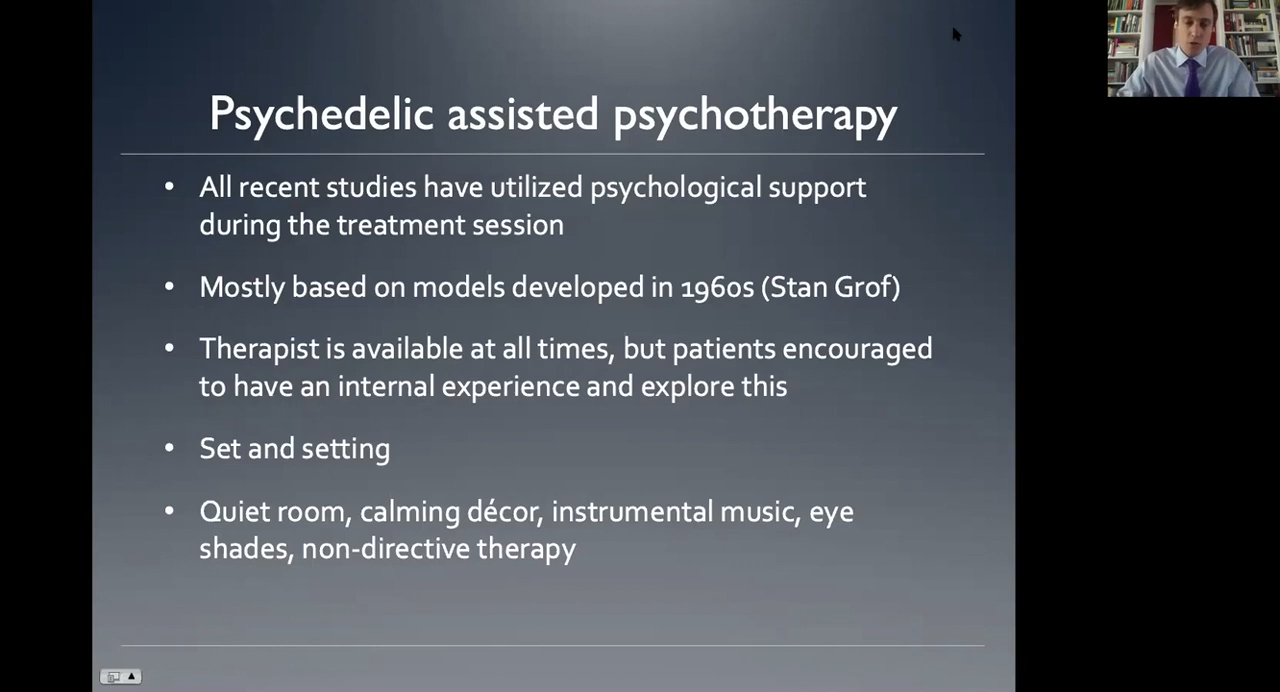 Psychedelic assisted psychotherapy
• All recent studies have utilized psychological support
during the treatment session
• Mostly based on models developed in 1960s (Stan Grof)
• Therapist is available at all times, but patients encouraged
to have an internal experience and explore this
• Set and setting
• Quiet room, calming décor, instrumental music, eye
shades, non-directive therapy